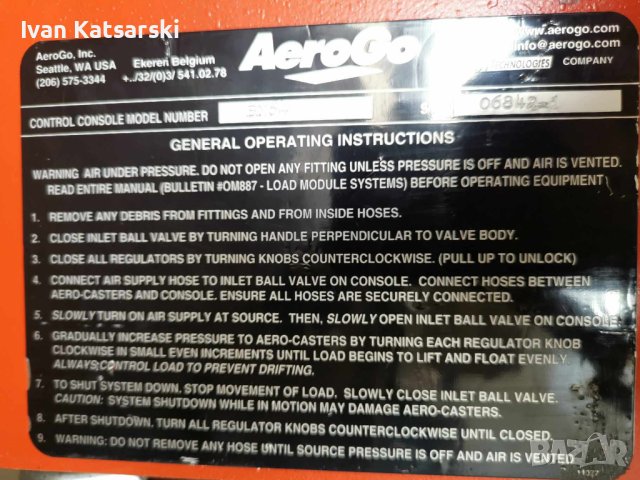 Ivan Katsarski
AeroGo, Inc.
Seattle, WA USA
(206) 575-3344
Ekeren Belgium
+../32/(0)3/ 541.02.78
AeroGo
www.aerogo.com
info@aerogo.com
TECHNOLOGIES COMPANY
CONTROL CONSOLE MODEL NUMBER
06842-1
GENERAL OPERATING INSTRUCTIONS
WARNING AIR UNDER PRESSURE. DO NOT OPEN ANY FITTING UNLESS PRESSURE IS OFF AND AIR IS VENTED.
READ ENTIRE MANUAL (BULLETIN #OM887 - LOAD MODULE SYSTEMS) BEFORE OPERATING EQUIPMENT
1. REMOVE ANY DEBRIS FROM FITTINGS AND FROM INSIDE HOSES.
2. CLOSE INLET BALL VALVE BY TURNING HANDLE PERPENDICULAR TO VALVE BODY.
3. CLOSE ALL REGULATORS BY TURNING KNOBS COUNTERCLOCKWISE. (PULL UP TO UNLOCK)
4. CONNECT AIR SUPPLY HOSE TO INLET BALL VALVE ON CONSOLE. CONNECT HOSES BETWEEN
AERO-CASTERS AND CONSOLE. ENSURE ALL HOSES ARE SECURELY CONNECTED.
5. SLOWLY TURN ON AIR SUPPLY AT SOURCE. THEN, SLOWLY OPEN INLET BALL VALVE ON CONSOLE
6. GRADUALLY INCREASE PRESSURE TO AERO-CASTERS BY TURNING EACH REGULATOR KNOB
CLOCKWISE IN SMALL EVEN INCREMENTS UNTIL LOAD BEGINS TO LIFT AND FLOAT EVENLY.
ALWAYS CONTROL LOAD TO PREVENT DRIFTING.
7. TO SHUT SYSTEM DOWN. STOP MOVEMENT OF LOAD. SLOWLY CLOSE INLET BALL VALVE.
CAUTION: SYSTEM SHUTDOWN WHILE IN MOTION MAY DAMAGE AERO-CASTERS.
8. AFTER SHUTDOWN. TURN ALL REGULATOR KNOBS COUNTERCLOCKWISE UNTIL CLOSED.
9. WARNING: DO NOT REMOVE ANY HOSE UNTIL SOURCE PRESSURE IS OFF AND AIR IS VENTED
BAZAR